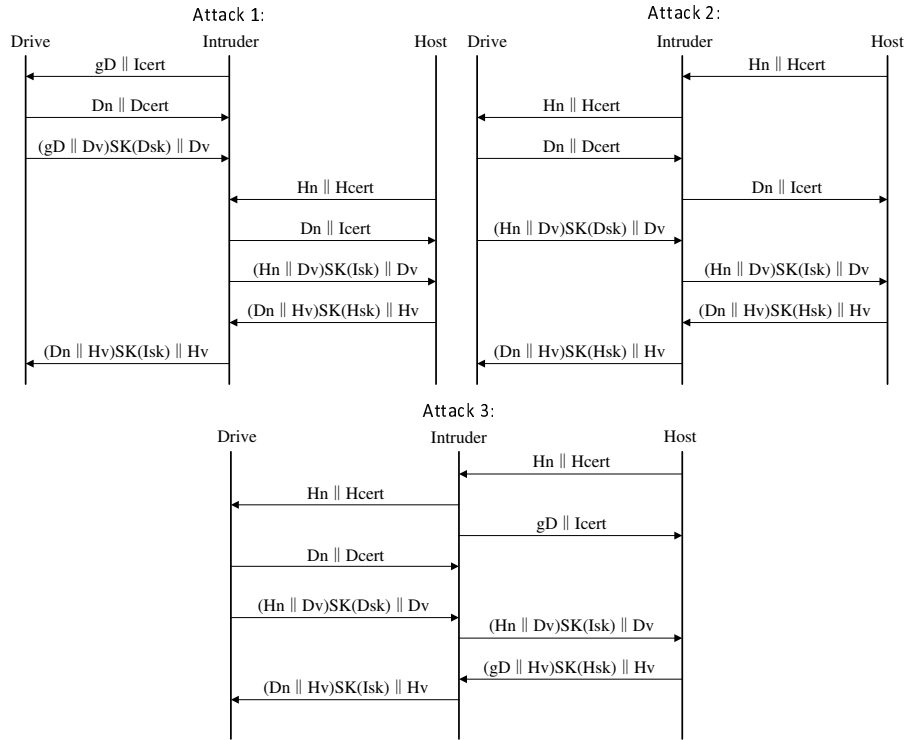 Attack 1:
Drive Intruder Host
gD || Icert
Dn || Dcert
(gD || Dv)SK(Dsk) || Dv
Hn || Hcert
Dn || Icert
(Hn || Dv)SK(Isk) || Dv
(Dn || Hv)SK(Hsk) || Hv
(Dn || Hv)SK(Isk) || Hv
Attack 2:
Drive Intruder Host
Hn || Hcert
Hn || Hcert
Dn || Dcert
Dn || Icert
(Hn || Dv)SK(Dsk) || Dv
(Hn || Dv)SK(Isk) || Dv
(Dn || Hv)SK(Hsk) || Hv
(Dn || Hv)SK(Hsk) || Hv
Attack 3:
Drive Intruder Host
Hn || Hcert
Hn || Hcert
gD || Icert
Dn || Dcert
(Hn || Dv)SK(Dsk) || Dv
(Hn || Dv)SK(Isk) || Dv
(gD || Hv)SK(Hsk) || Hv
(Dn || Hv)SK(Isk) || Hv